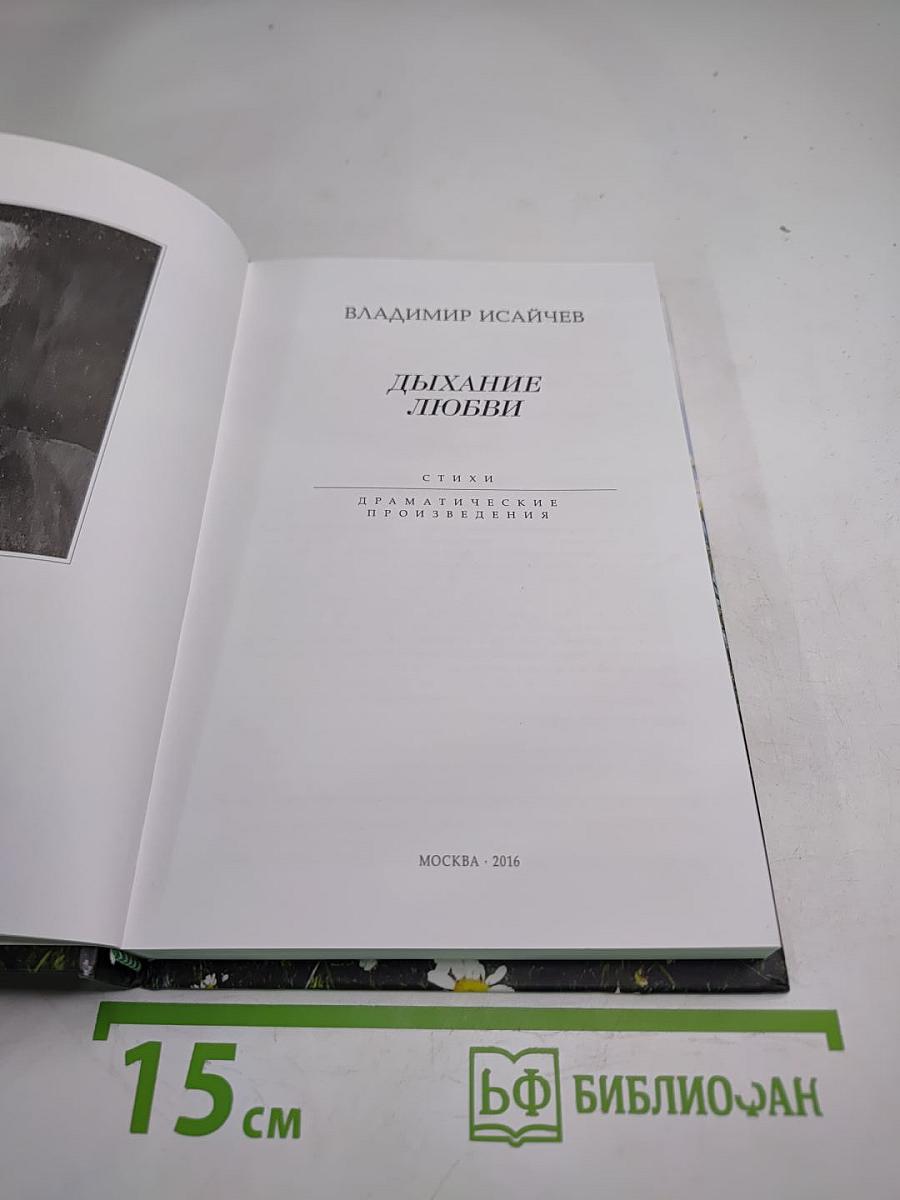 ВЛАДИМИР ИСАЙЧЕВ
ДЫХАНИЕ
ЛЮБВИ
СТИХИ
ДРАМАТИЧЕСКИЕ
ПРОИЗВЕДЕНИЯ
МОСКВА · 2016
15 см
БФ БИБЛИОФАН